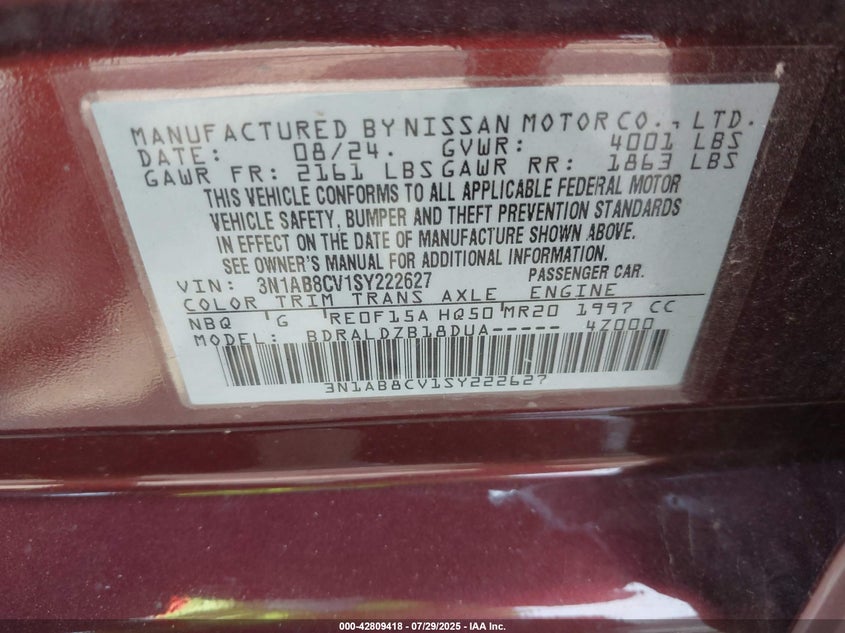 MANUFACTURED BY NISSAN MOTOR CO., LTD.
DATE: 08/24. GVWR: 4001 LBS
GAWR FR: 2161 LBS GAWR RR: 1863 LBS
THIS VEHICLE CONFORMS TO ALL APPLICABLE FEDERAL MOTOR
VEHICLE SAFETY, BUMPER AND THEFT PREVENTION STANDARDS
IN EFFECT ON THE DATE OF MANUFACTURE SHOWN ABOVE.
SEE OWNER'S MANUAL FOR ADDITIONAL INFORMATION.
VIN: 3N1AB8CV1SY222627 PASSENGER CAR.
COLOR TRIM TRANS AXLE ENGINE
NBQ G RE0F15A HQ50 MR20 1997 CC
MODEL: BDRALDZB18DUA----- 4Z000
3N1AB8CV1SY222627
000-42809418 | 07/29/2025 - IAA Inc.